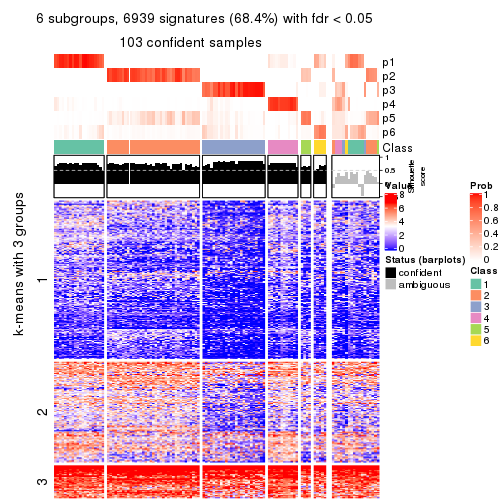 6 subgroups, 6939 signatures (68.4%) with fdr < 0.05
103 confident samples
p1
p2
p3
p4
p5
p6
Class
1
0.5
0
Silhouette
score
k-means with 3 groups
1
2
3
Value
8
6
4
2
0
Status (barplots)
confident
ambiguous
Prob
1
0.8
0.6
0.4
0.2
0
Class
1
2
3
4
5
6